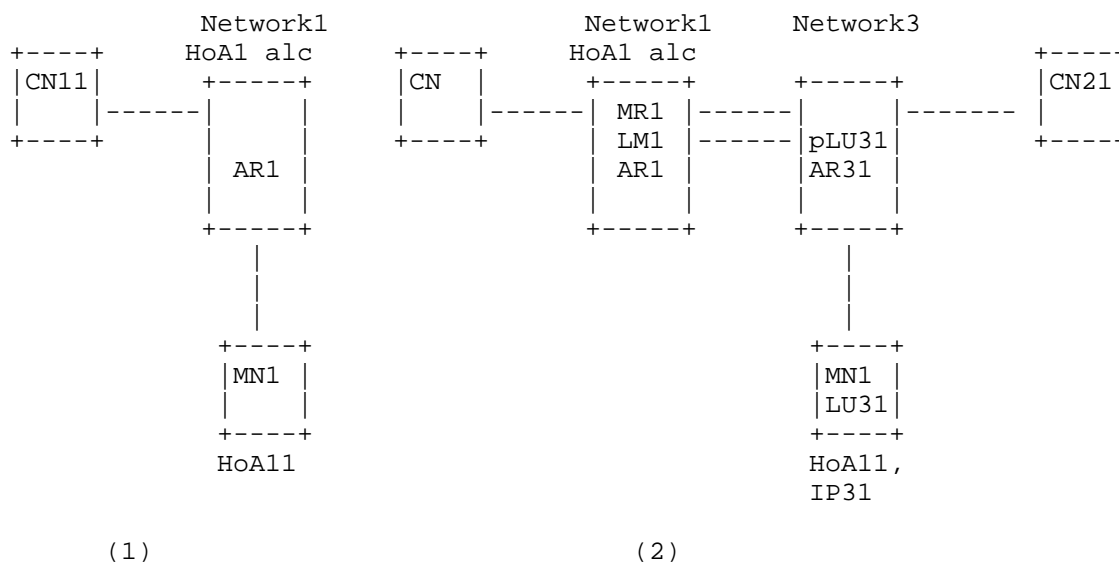 Network1 Network1 Network3
HoA1 alc HoA1 alc
CN11 CN CN21
MR1
LM1 pLU31
AR1 AR1 AR31
MN1 MN1
LU31
HoA11 HoA11,
IP31
(1) (2)